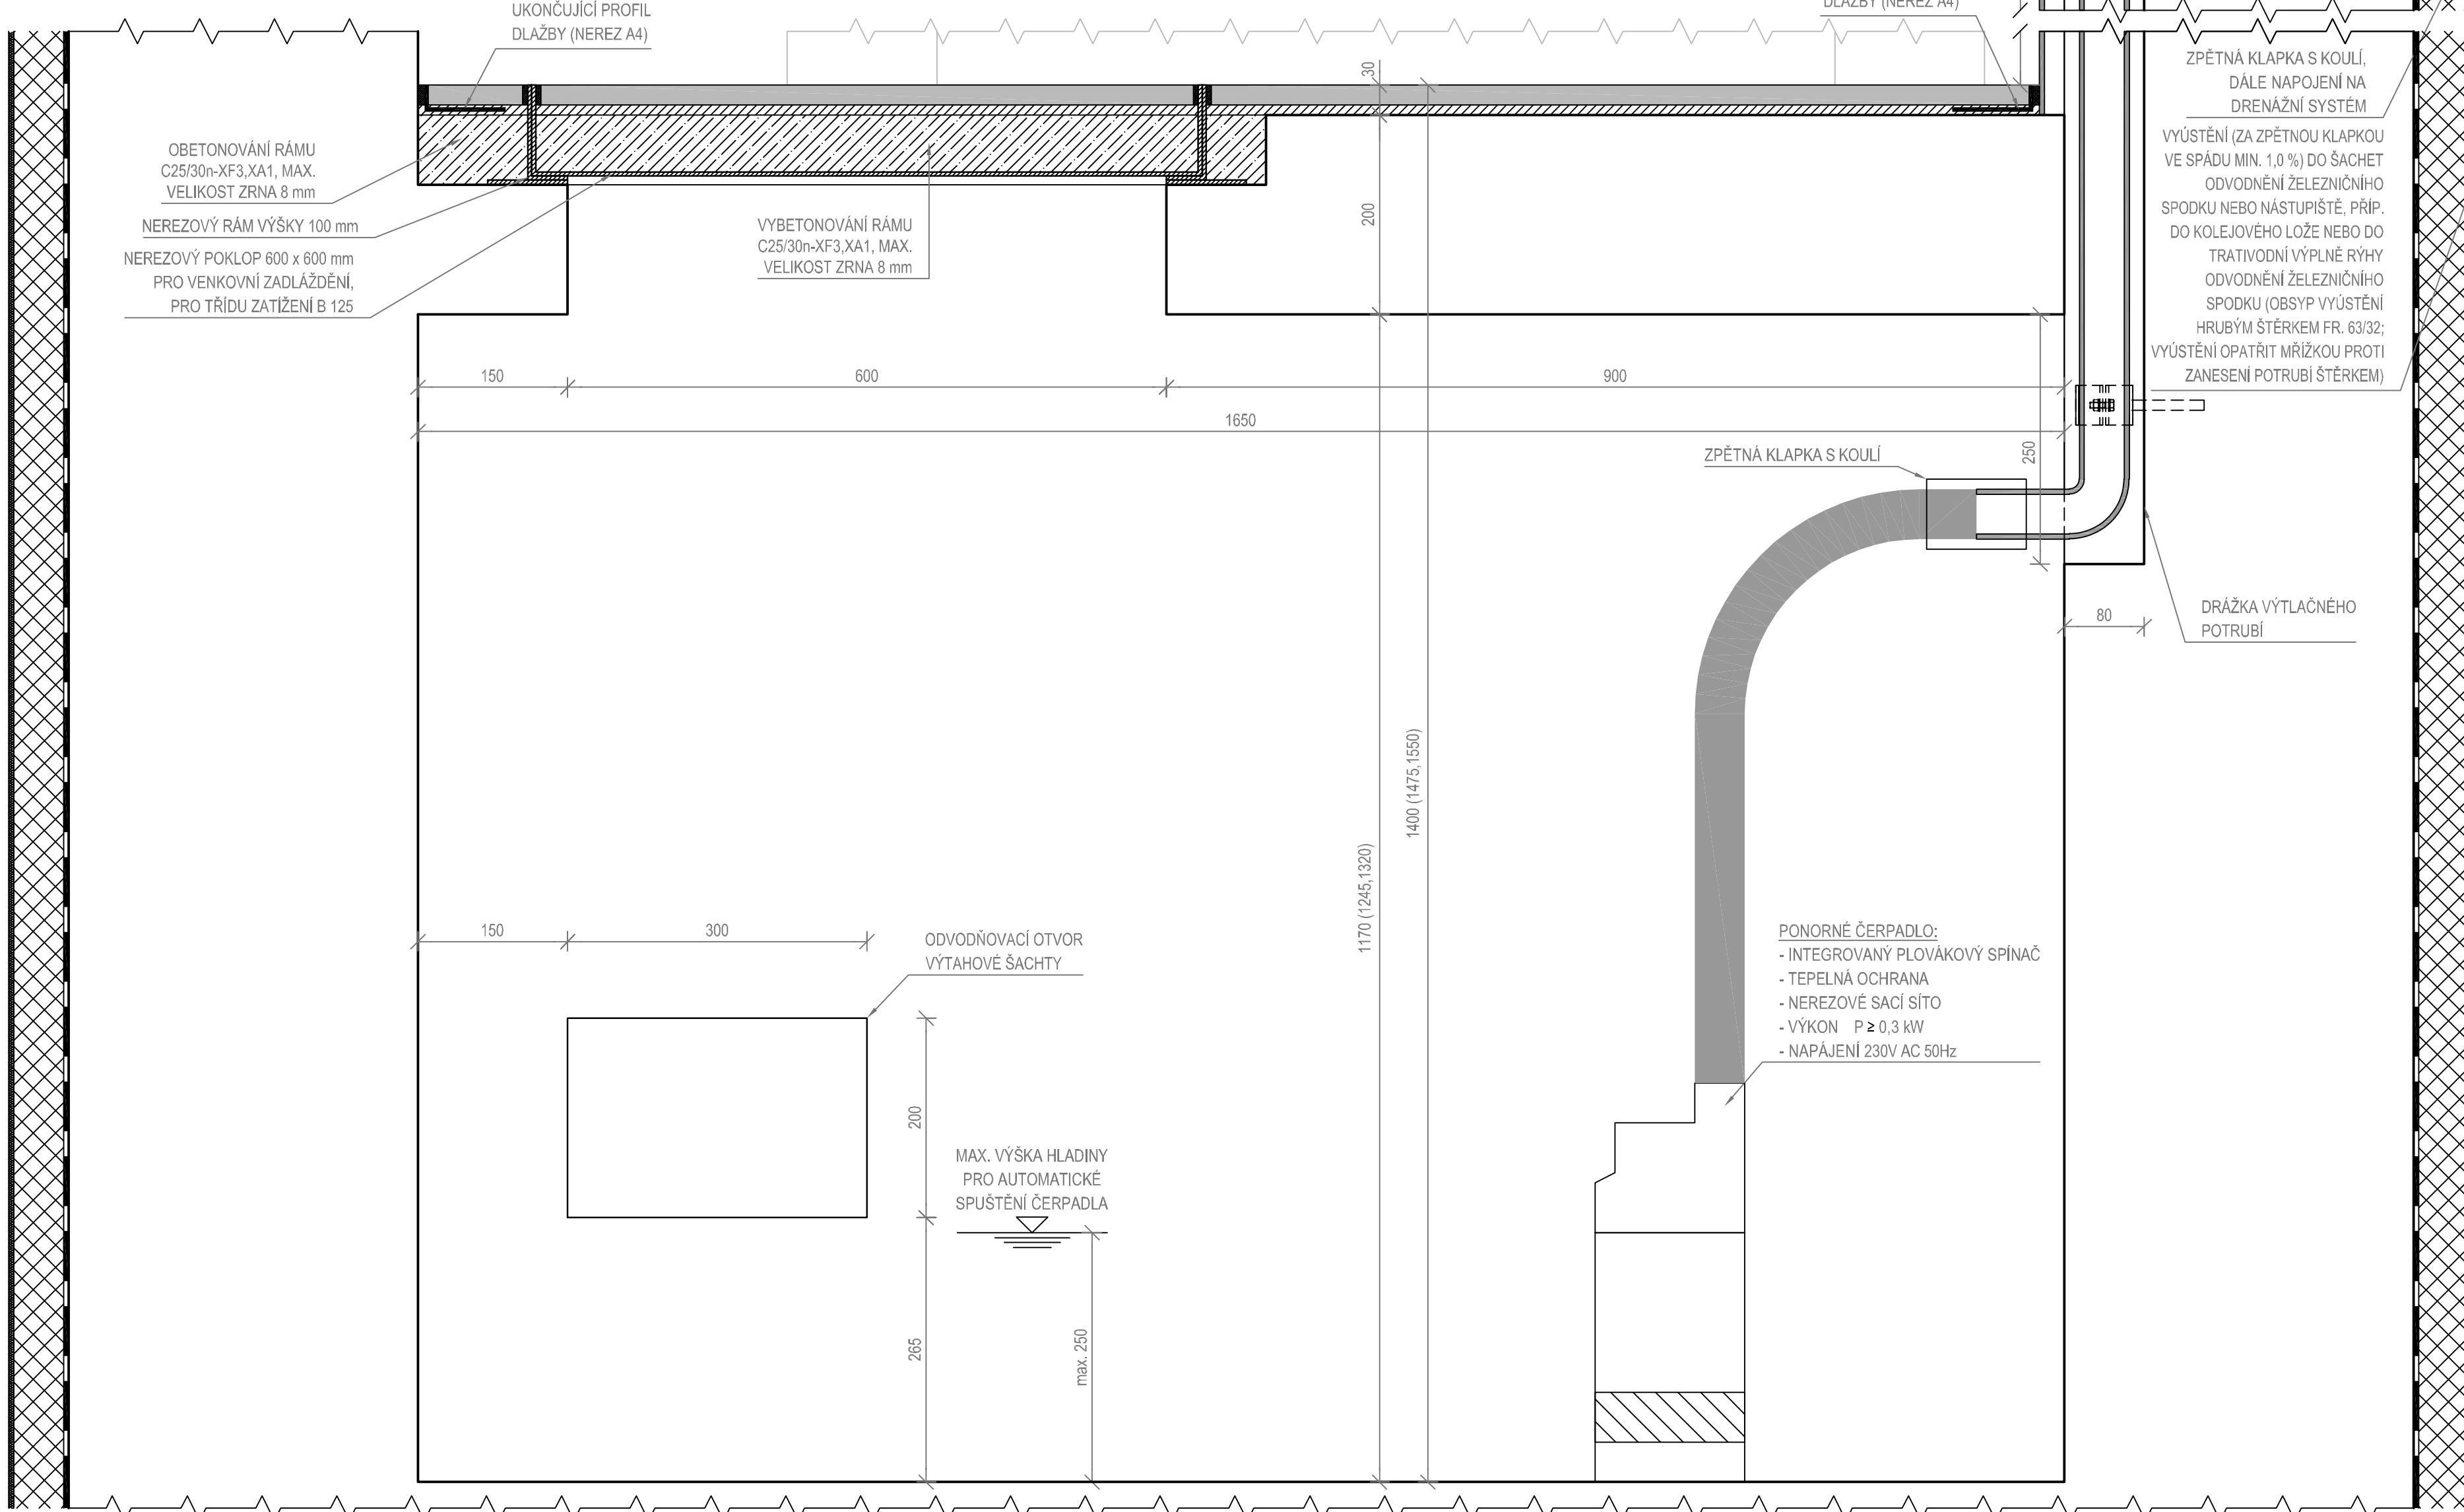 UKONČUJÍCÍ PROFIL
DLAŽBY (NEREZ A4)
DLAŽBY (NEREZ A4)
30
ZPĚTNÁ KLAPKA S KOULÍ,
DÁLE NAPOJENÍ NA
DRENÁŽNÍ SYSTÉM
VYÚSTĚNÍ (ZA ZPĚTNOU KLAPKOU
VE SPÁDU MIN. 1,0 %) DO ŠACHET
ODVODNĚNÍ ŽELEZNIČNÍHO
SPODKU NEBO NÁSTUPIŠTĚ, PŘÍP.
DO KOLEJOVÉHO LOŽE NEBO DO
TRATIVODNÍ VÝPLNĚ RÝHY
ODVODNĚNÍ ŽELEZNIČNÍHO
SPODKU (OBSYP VYÚSTĚNÍ
HRUBÝM ŠTĚRKEM FR. 63/32;
VYÚSTĚNÍ OPATŘIT MŘÍŽKOU PROTI
ZANESENÍ POTRUBÍ ŠTĚRKEM)
OBETONOVÁNÍ RÁMU
C25/30n-XF3,XA1, MAX.
VELIKOST ZRNA 8 mm
NEREZOVÝ RÁM VÝŠKY 100 mm
NEREZOVÝ POKLOP 600 x 600 mm
PRO VENKOVNÍ ZADLÁŽDĚNÍ,
PRO TŘÍDU ZATÍŽENÍ B 125
VYBETONOVÁNÍ RÁMU
C25/30n-XF3,XA1, MAX.
VELIKOST ZRNA 8 mm
200
150
600
900
1650
250
ZPĚTNÁ KLAPKA S KOULÍ
80
DRÁŽKA VÝTLAČNÉHO
POTRUBÍ
1400 (1475,1550)
1170 (1245,1320)
150
300
ODVODŇOVACÍ OTVOR
VÝTAHOVÉ ŠACHTY
PONORNÉ ČERPADLO:
- INTEGROVANÝ PLOVÁKOVÝ SPÍNAČ
- TEPELNÁ OCHRANA
- NEREZOVÉ SACÍ SÍTO
- VÝKON P ≥ 0,3 kW
- NAPÁJENÍ 230V AC 50Hz
200
MAX. VÝŠKA HLADINY
PRO AUTOMATICKÉ
SPUŠTĚNÍ ČERPADLA
265
max. 250